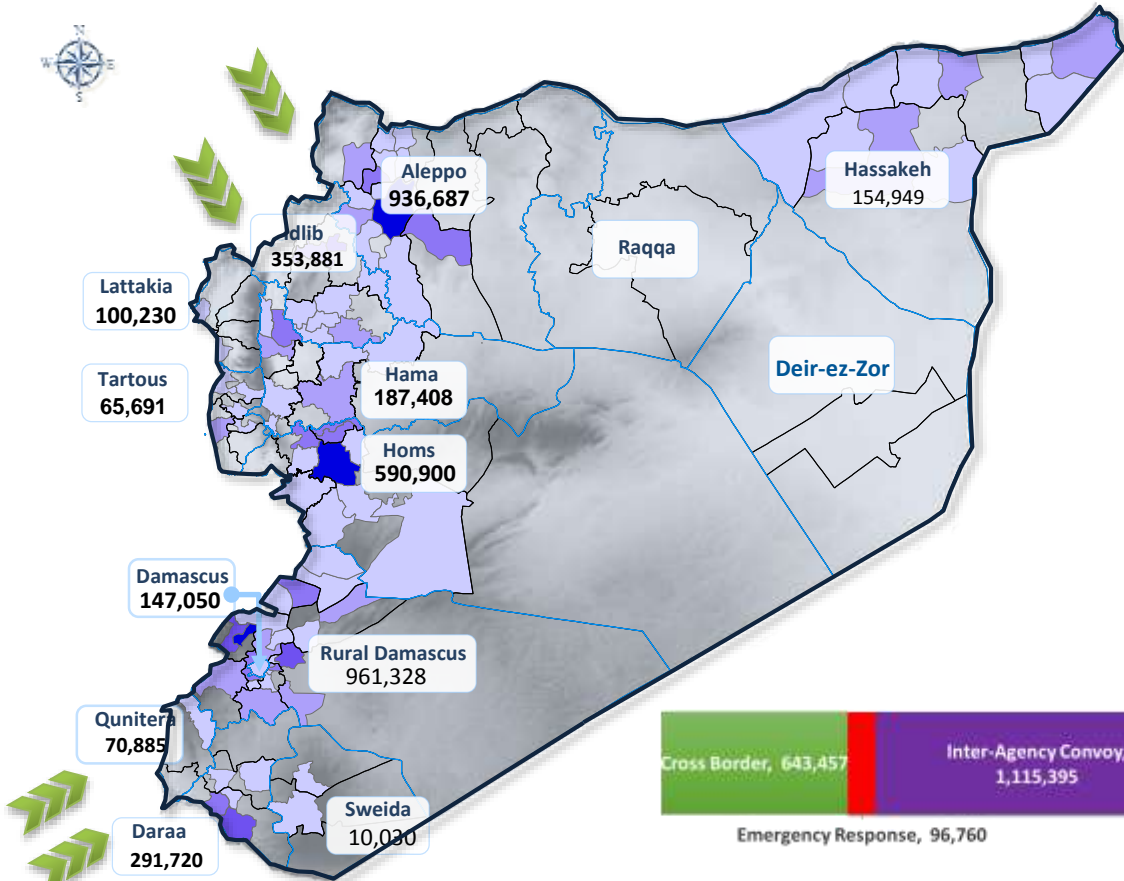 N
W
E
S
Aleppo
936,687
Hassakeh
154,949
Idlib
353,881
Raqqa
Lattakia
100,230
Deir-ez-Zor
Tartous
65,691
Hama
187,408
Homs
590,900
Damascus
147,050
Rural Damascus
961,328
Qunitera
70,885
Cross Border, 643,457
Inter-Agency Convoy,
1,115,395
Sweida
10,030
Emergency Response, 96,760
Daraa
291,720